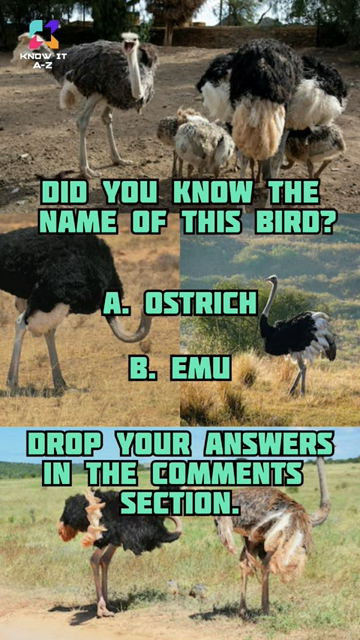 KNOW IT
A-Z
DID YOU KNOW THE
NAME OF THIS BIRD?
A. OSTRICH
B. EMU
DROP YOUR ANSWERS
IN THE COMMENTS
SECTION.